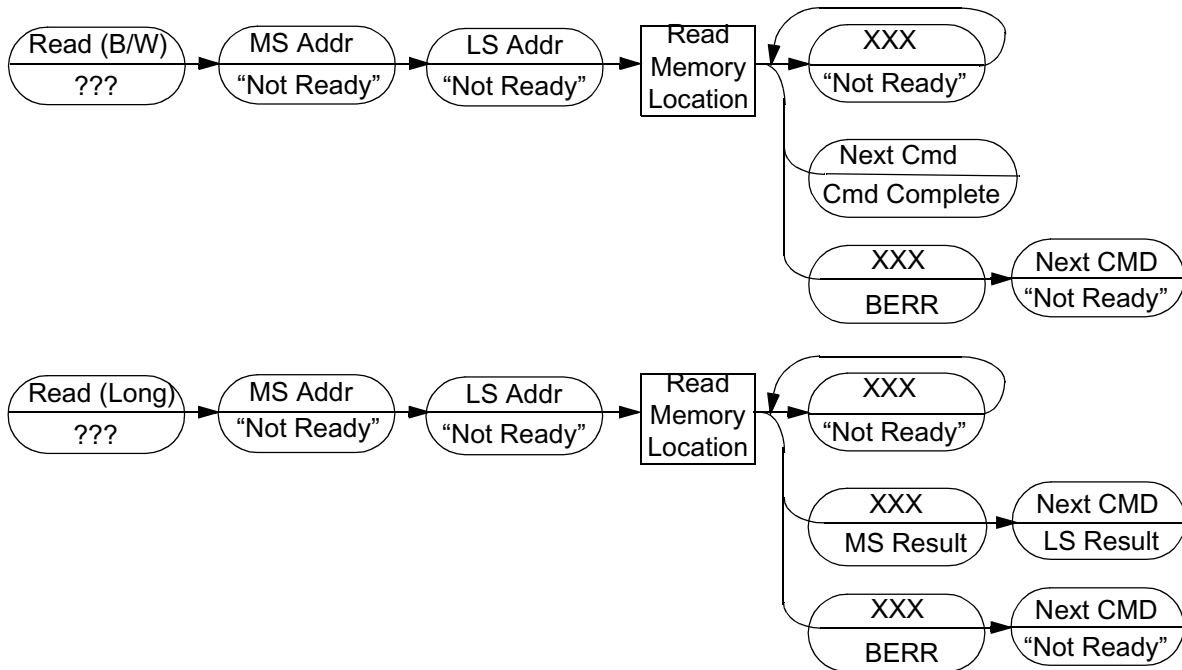 Read (B/W)
???
MS Addr
“Not Ready”
LS Addr
“Not Ready”
Read
Memory
Location
XXX
“Not Ready”
Next Cmd
Cmd Complete
XXX
BERR
Next CMD
“Not Ready”
Read (Long)
???
MS Addr
“Not Ready”
LS Addr
“Not Ready”
Read
Memory
Location
XXX
“Not Ready”
XXX
MS Result
Next CMD
LS Result
XXX
BERR
Next CMD
“Not Ready”